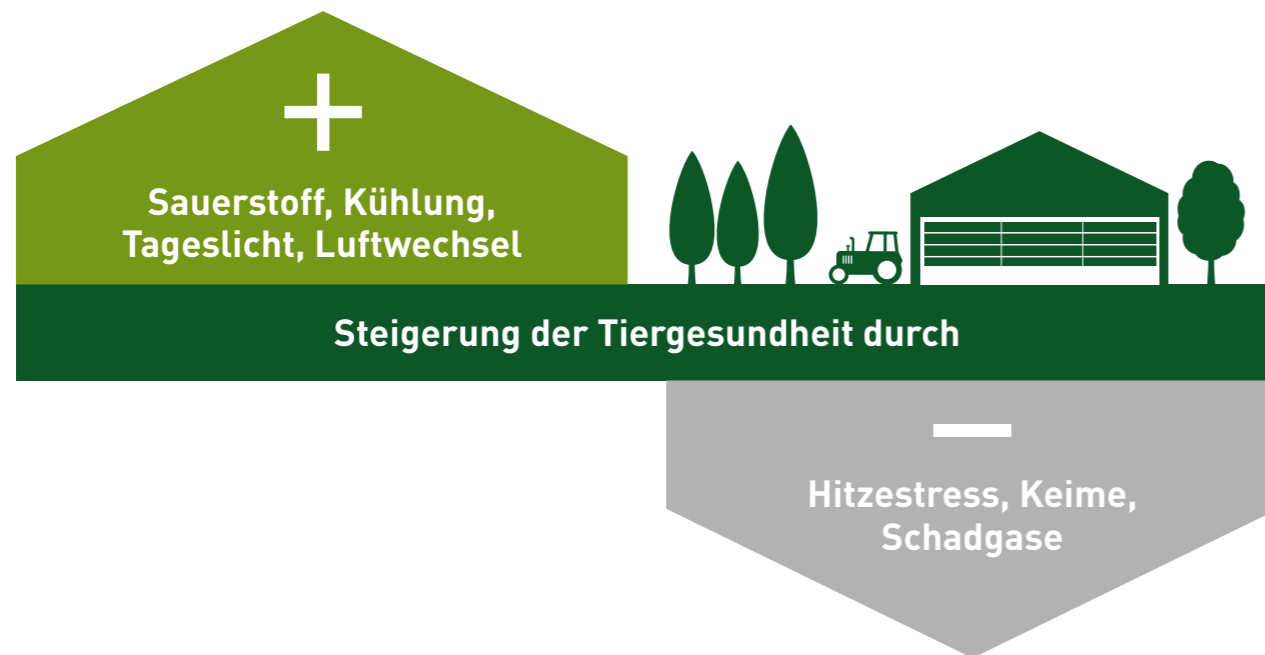 +
Sauerstoff, Kühlung,
Tageslicht, Luftwechsel
Steigerung der Tiergesundheit durch
–
Hitzestress, Keime,
Schadgase